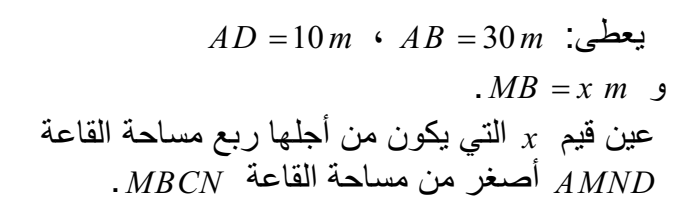 يعطى: AB = 30 m ، AD = 10 m
و MB = x m .
عين قيم x التي يكون من أجلها ربع مساحة القاعة
AMND أصغر من مساحة القاعة MBCN .